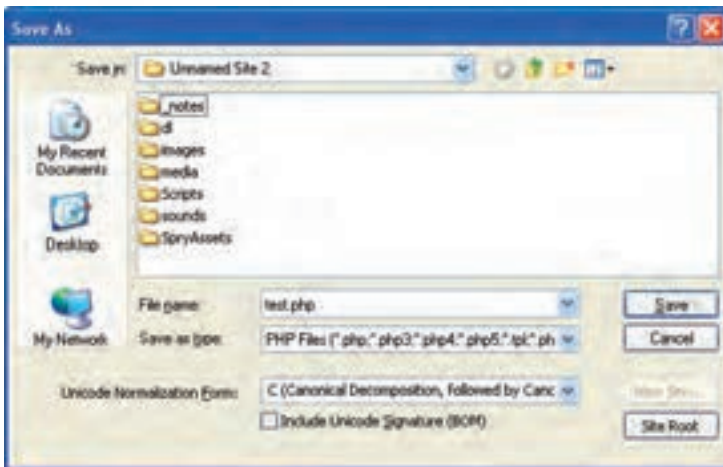 Save As
Save in: Unnamed Site 2
_notes
dl
images
media
Scripts
sounds
SpryAssets
My Recent Documents
Desktop
My Network
File name: test.php
Save as type: PHP Files (*.php;*.php3;*.php4;*.php5;*.tpl;*.ph
Unicode Normalization Form: C (Canonical Decomposition, followed by Canc
Include Unicode Signature (BOM)
Save
Cancel
Site Root